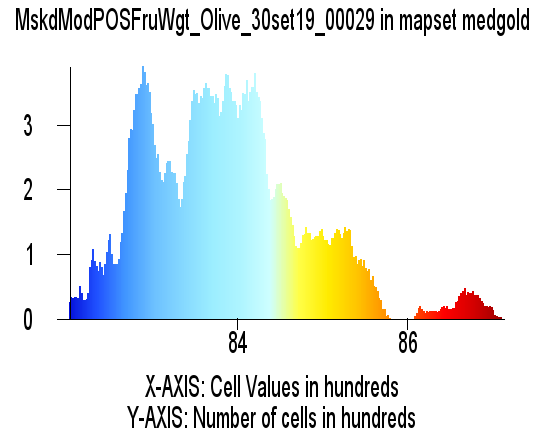 MskdModPOSFruWgt_Olive_30set19_00029 in mapset medgold
3
2
1
0
84 86
X-AXIS: Cell Values in hundreds
Y-AXIS: Number of cells in hundreds